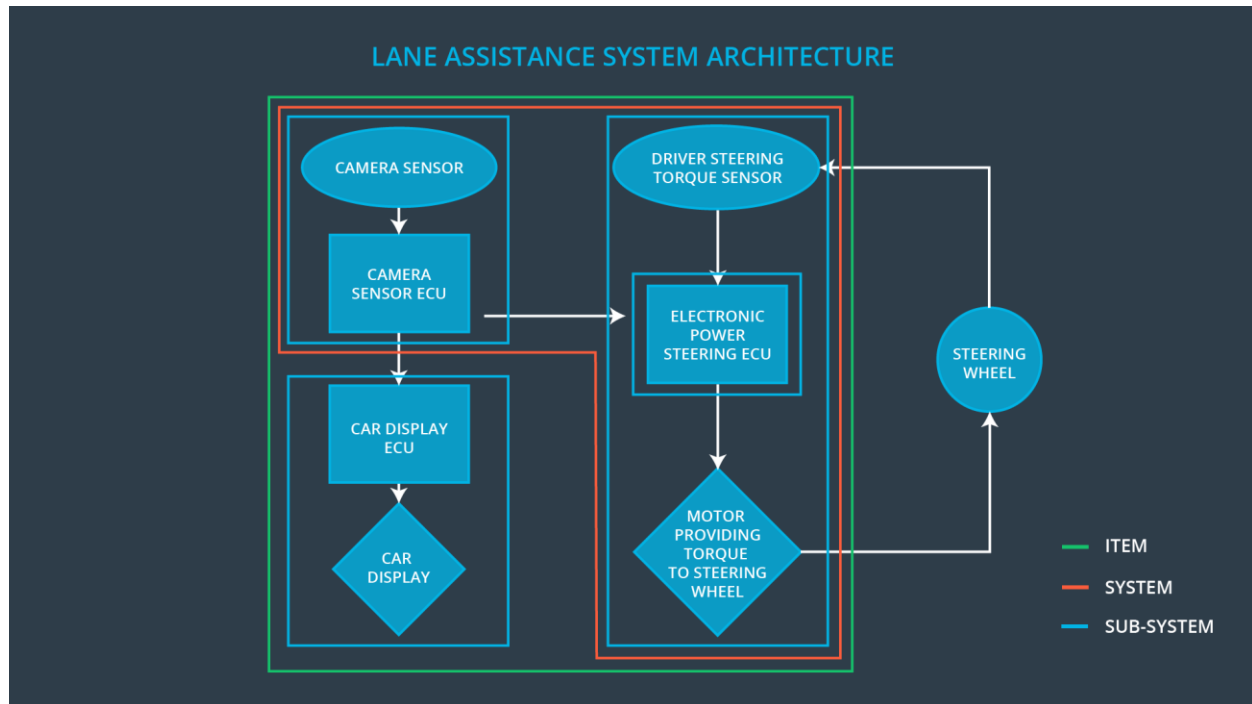 LANE ASSISTANCE SYSTEM ARCHITECTURE
CAMERA SENSOR
CAMERA
SENSOR ECU
CAR DISPLAY
ECU
CAR
DISPLAY
DRIVER STEERING
TORQUE SENSOR
ELECTRONIC
POWER
STEERING ECU
MOTOR
PROVIDING
TORQUE
TO STEERING
WHEEL
STEERING
WHEEL
ITEM
SYSTEM
SUB-SYSTEM